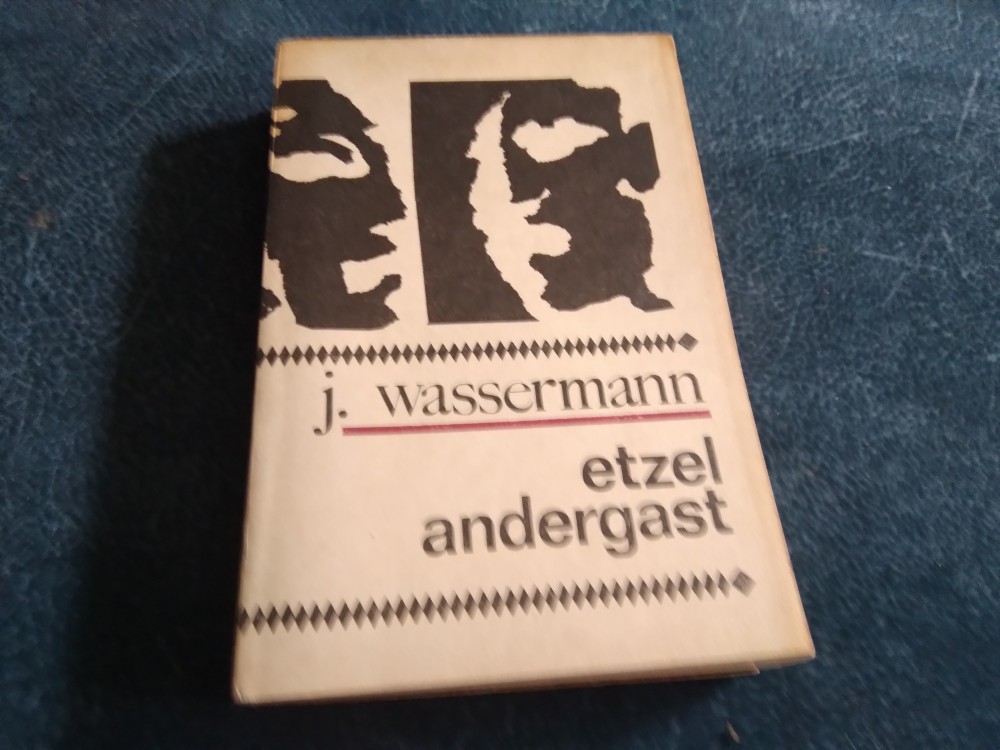 j. wassermann
etzel
andergast